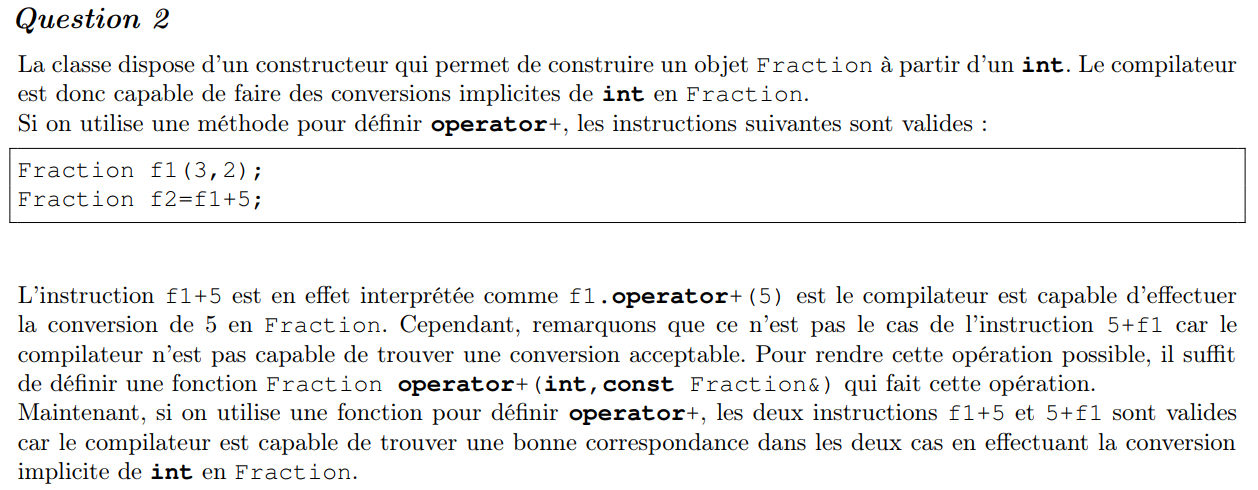 Question 2
La classe dispose d'un constructeur qui permet de construire un objet Fraction à partir d'un int. Le compilateur
est donc capable de faire des conversions implicites de int en Fraction.
Si on utilise une méthode pour définir operator+, les instructions suivantes sont valides :
Fraction f1(3,2);
Fraction f2=f1+5;
L'instruction f1+5 est en effet interprétée comme f1.operator+(5) est le compilateur est capable d'effectuer
la conversion de 5 en Fraction. Cependant, remarquons que ce n'est pas le cas de l'instruction 5+f1 car le
compilateur n'est pas capable de trouver une conversion acceptable. Pour rendre cette opération possible, il suffit
de définir une fonction Fraction operator+(int,const Fraction&) qui fait cette opération.
Maintenant, si on utilise une fonction pour définir operator+, les deux instructions f1+5 et 5+f1 sont valides
car le compilateur est capable de trouver une bonne correspondance dans les deux cas en effectuant la conversion
implicite de int en Fraction.